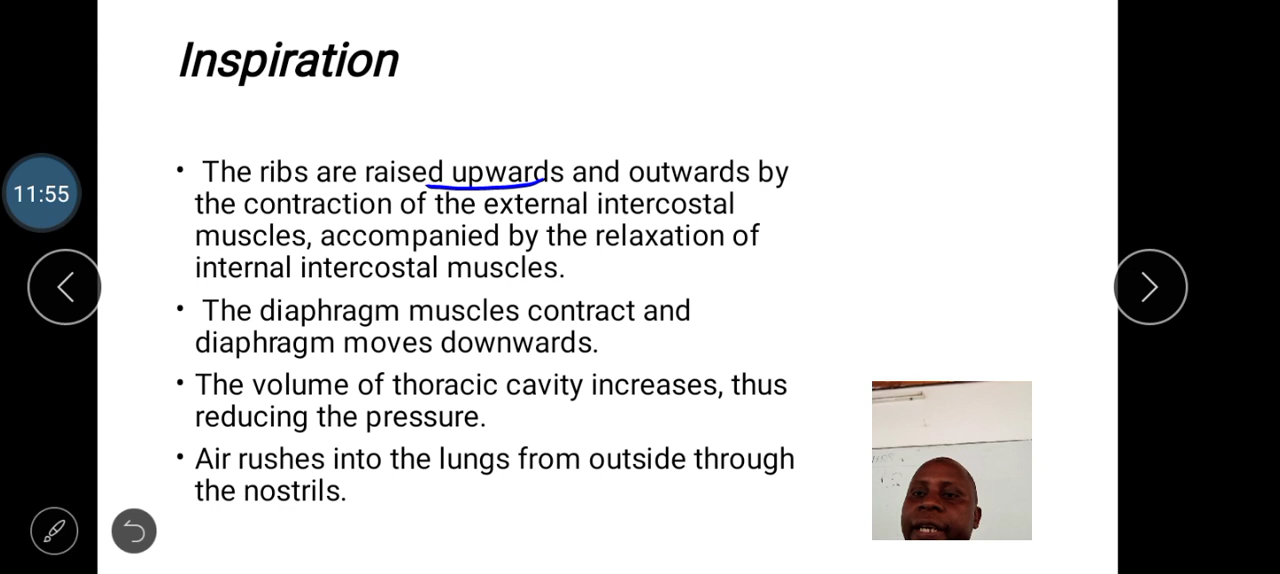 Inspiration
• The ribs are raised upwards and outwards by
the contraction of the external intercostal
muscles, accompanied by the relaxation of
internal intercostal muscles.
• The diaphragm muscles contract and
diaphragm moves downwards.
• The volume of thoracic cavity increases, thus
reducing the pressure.
• Air rushes into the lungs from outside through
the nostrils.
11:55